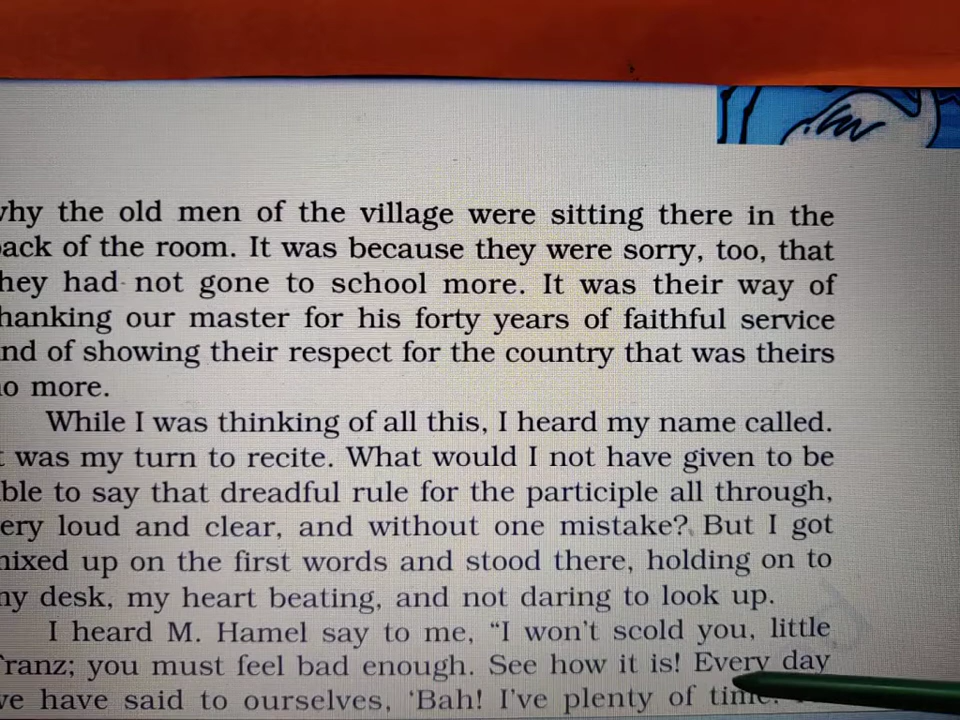 why the old men of the village were sitting there in the
back of the room. It was because they were sorry, too, that
hey had not gone to school more. It was their way of
hanking our master for his forty years of faithful service
nd of showing their respect for the country that was theirs
no more.
While I was thinking of all this, I heard my name called.
t was my turn to recite. What would I not have given to be
ble to say that dreadful rule for the participle all through,
ery loud and clear, and without one mistake? But I got
mixed up on the first words and stood there, holding on to
my desk, my heart beating, and not daring to look up.
I heard M. Hamel say to me, “I won't scold you, little
Franz; you must feel bad enough. See how it is! Every day
we have said to ourselves, ‘Bah! I've plenty of time.